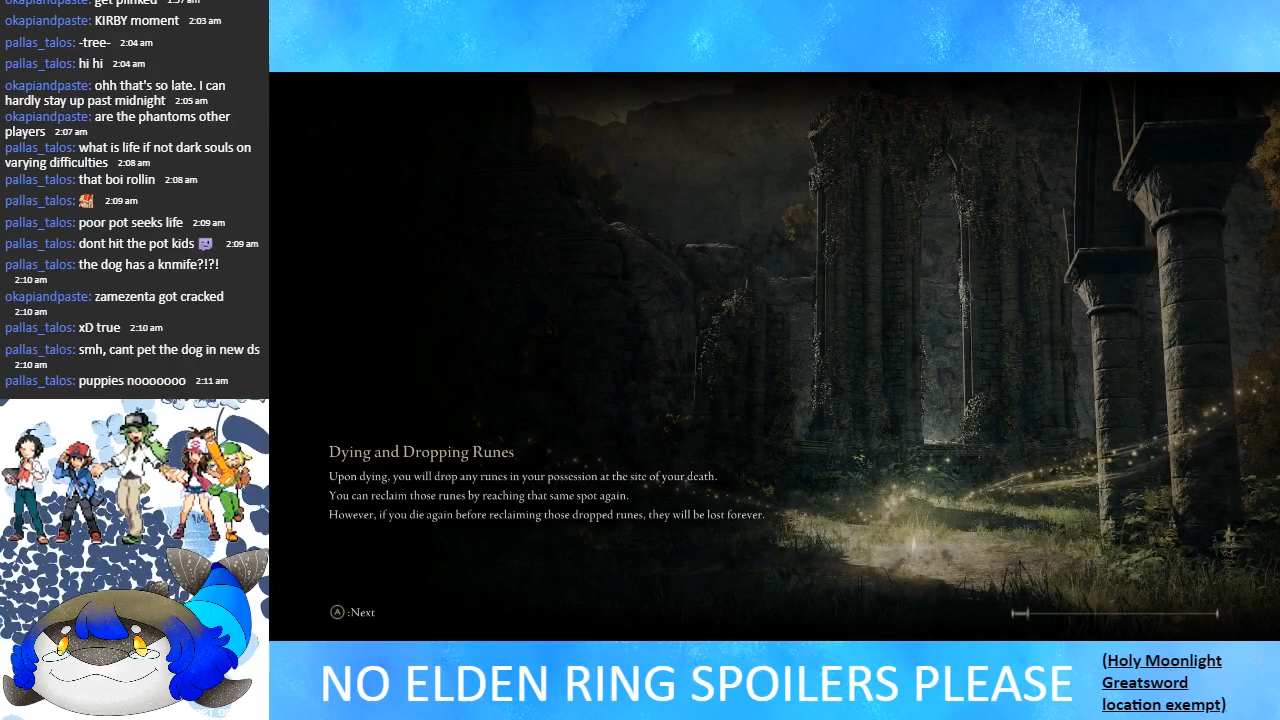 okapiandpaste: get plinked 1:57 am
okapiandpaste: KIRBY moment 2:03 am
pallas_talos: -tree- 2:04 am
pallas_talos: hi hi 2:04 am
okapiandpaste: ohh that's so late. I can
hardly stay up past midnight 2:05 am
okapiandpaste: are the phantoms other
players 2:07 am
pallas_talos: what is life if not dark souls on
varying difficulties 2:08 am
pallas_talos: that boi rollin 2:08 am
pallas_talos: 2:09 am
pallas_talos: poor pot seeks life 2:09 am
pallas_talos: dont hit the pot kids 2:09 am
pallas_talos: the dog has a knmife?!?!
2:10 am
okapiandpaste: zamezenta got cracked
2:10 am
pallas_talos: xD true 2:10 am
pallas_talos: smh, cant pet the dog in new ds
2:10 am
pallas_talos: puppies nooooooo 2:11 am
Dying and Dropping Runes
Upon dying, you will drop any runes in your possession at the site of your death.
You can reclaim those runes by reaching that same spot again.
However, if you die again before reclaiming those dropped runes, they will be lost forever.
A :Next
NO ELDEN RING SPOILERS PLEASE
(Holy Moonlight
Greatsword
location exempt)